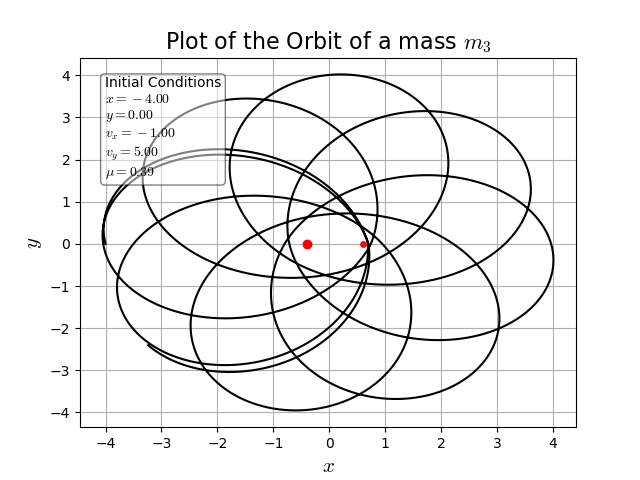 Plot of the Orbit of a mass m₃
Initial Conditions
x = −4.00
y = 0.00
vₓ = −1.00
v_y = 5.00
μ = 0.39
4
3
2
1
0
−1
−2
−3
−4
y
−4 −3 −2 −1 0 1 2 3 4
x